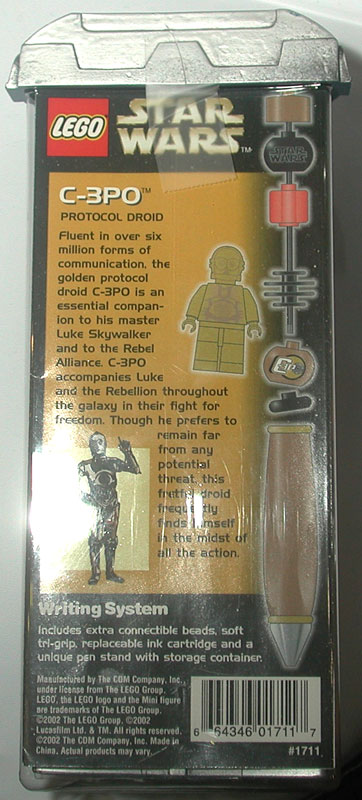 LEGO
STAR
WARS™
C-3PO™
PROTOCOL DROID
Fluent in over six
million forms of
communication, the
golden protocol
droid C-3PO is an
essential compan-
ion to his master
Luke Skywalker
and to the Rebel
Alliance. C-3PO
accompanies Luke
and the Rebellion throughout
the galaxy in their fight for
freedom. Though he prefers to
remain far
from any
potential
threat, this
fretful droid
frequently
finds himself
in the midst of
all the action.
STAR
WARS
Writing System
Includes extra connectible beads, soft
tri-grip, replaceable ink cartridge and a
unique pen stand with storage container.
Manufactured by The CDM Company, Inc.,
under license from The LEGO Group.
LEGO, the LEGO logo and the Mini figure
are trademarks of The LEGO Group.
©2002 The LEGO Group. ©2002
Lucasfilm Ltd. & TM. All rights reserved.
©2002 The CDM Company, Inc. Made in
China. Actual products may vary.
6 64346 01711 7
#1711